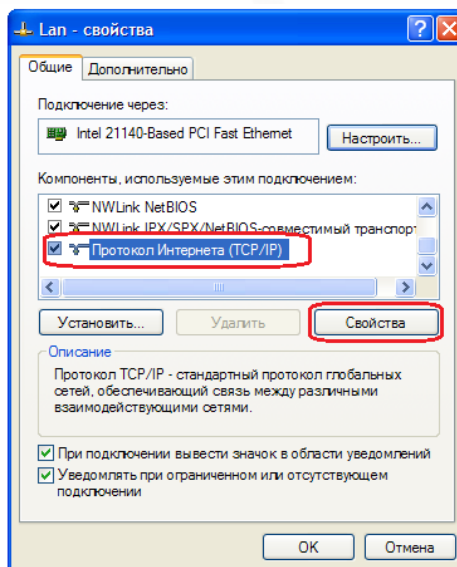 Lan - свойства
Общие
Дополнительно
Подключение через:
Intel 21140-Based PCI Fast Ethernet
Настроить...
Компоненты, используемые этим подключением:
NWLink NetBIOS
NWLink IPX/SPX/NetBIOS-совместимый транспорт
Протокол Интернета (TCP/IP)
Установить...
Удалить
Свойства
Описание
Протокол TCP/IP - стандартный протокол глобальных
сетей, обеспечивающий связь между различными
взаимодействующими сетями.
При подключении вывести значок в области уведомлений
Уведомлять при ограниченном или отсутствующем
подключении
OK
Отмена